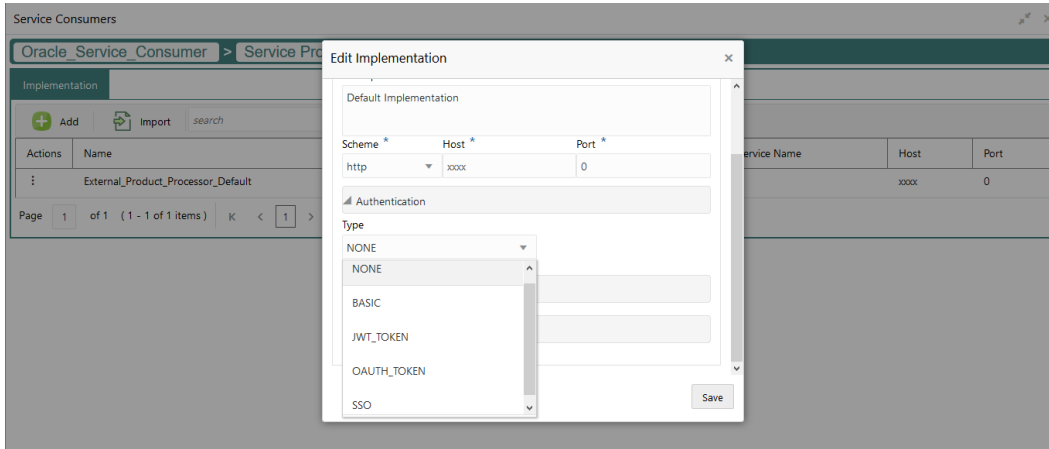 Service Consumers
Oracle_Service_Consumer > Service Pro
Edit Implementation
Implementation
Default Implementation
Add Import search
Scheme * Host * Port *
Actions Name ervice Name Host Port
http xxxx 0
External_Product_Processor_Default xxxx 0
Authentication
Page 1 of 1 ( 1 - 1 of 1 items ) 1
Type
NONE
NONE
BASIC
JWT_TOKEN
OAUTH_TOKEN
SSO
Save